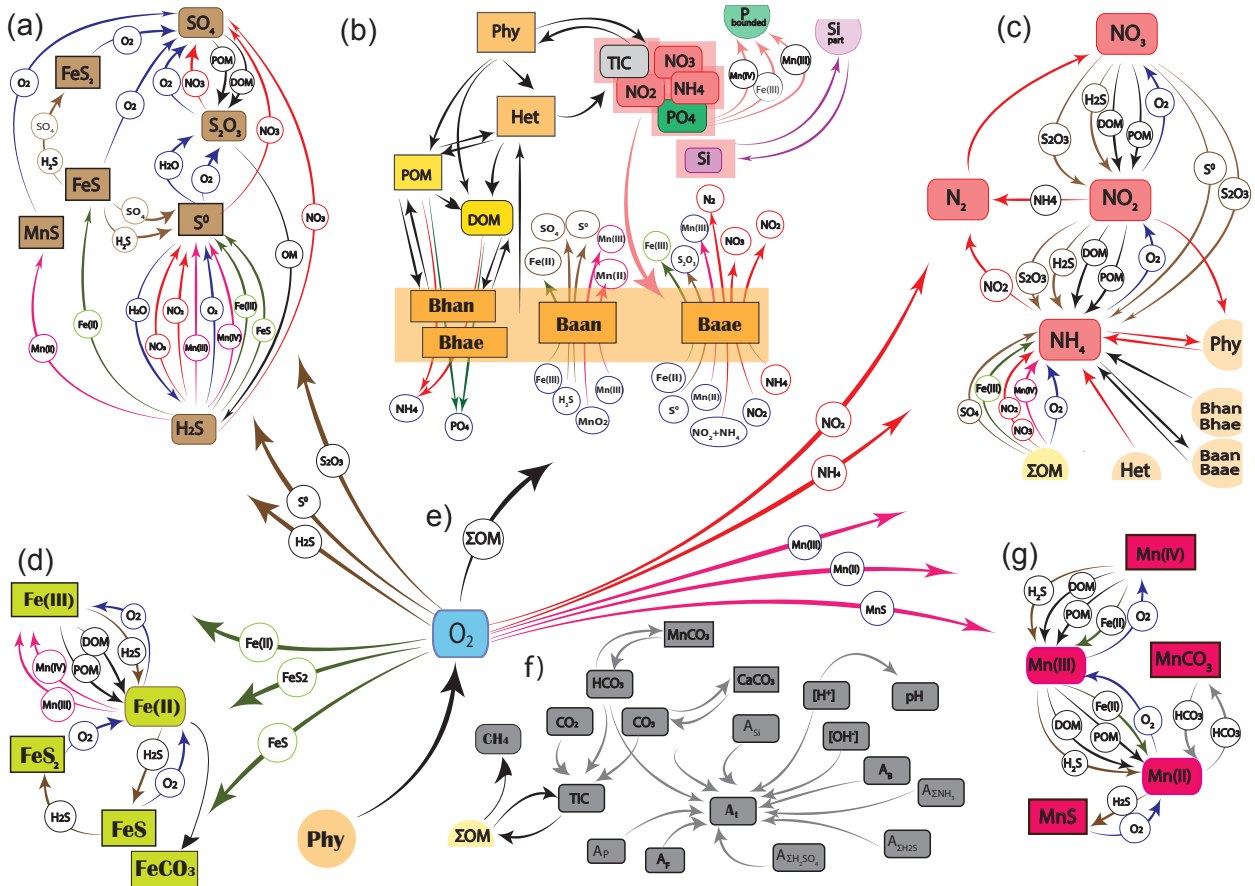 (a)
SO₄
O₂
O₂
POM
DOM
FeS₂
O₂
O₂
NO₃
S₂O₃
SO₄
H₂S
H₂O
O₂
NO₃
FeS
SO₄
H₂S
S⁰
MnS
NO₃
OM
Fe(II)
H₂O
NO₂
O₂
Fe(III)
FeS
Mn(II)
NO₃
Mn(III)
Mn(IV)
H₂S
(b)
Phy
Het
POM
DOM
TIC
NO₃
NO₂
NH4
PO₄
P
bounded
Si
part
Mn(IV)
Fe(III)
Mn(III)
Si
SO₄
S⁰
Mn(III)
Fe(II)
Mn(II)
N₂
Mn(III)
NO₂
Fe(III)
S₂O₃
NO₃
Bhan
Bhae
Baan
Baae
NH₄
PO₄
Fe(III)
H₂S
Mn(III)
MnO₂
Fe(II)
S⁰
Mn(II)
NH₄
NO₂
NO₂+NH₄
(c)
NO₃
H2S
O₂
S2O₃
DOM
POM
S⁰
S2O₃
N₂
NH4
NO₂
NO₂
S2O₃
H2S
DOM
POM
O₂
NH₄
Phy
Fe(III)
Mn(IV)
SO₄
NO₂
NO₃
O₂
Bhan
Bhae
Baan
Baae
ΣOM
Het
e)
S2O₃
S⁰
H2S
ΣOM
NO₂
NH₄
Mn(III)
Mn(II)
MnS
O₂
Fe(II)
FeS2
FeS
Phy
(d)
Fe(III)
O₂
H2S
DOM
POM
Mn(IV)
Mn(III)
Fe(II)
FeS₂
O₂
H2S
O₂
H2S
FeS
FeCO₃
f)
MnCO₃
HCO₃
CaCO₃
[H⁺]
pH
CO₂
CO₃
A Si
[OH⁻]
CH₄
A B
TIC
A₁
A ΣNH₃
ΣOM
A P
A F
A ΣH₂SO₄
A ΣH2S
(g)
Mn(IV)
H₂S
DOM
POM
Fe(II)
O₂
Mn(III)
MnCO₃
DOM
POM
Fe(II)
O₂
H₂S
HCO₃
HCO₃
Mn(II)
H2S
O₂
MnS